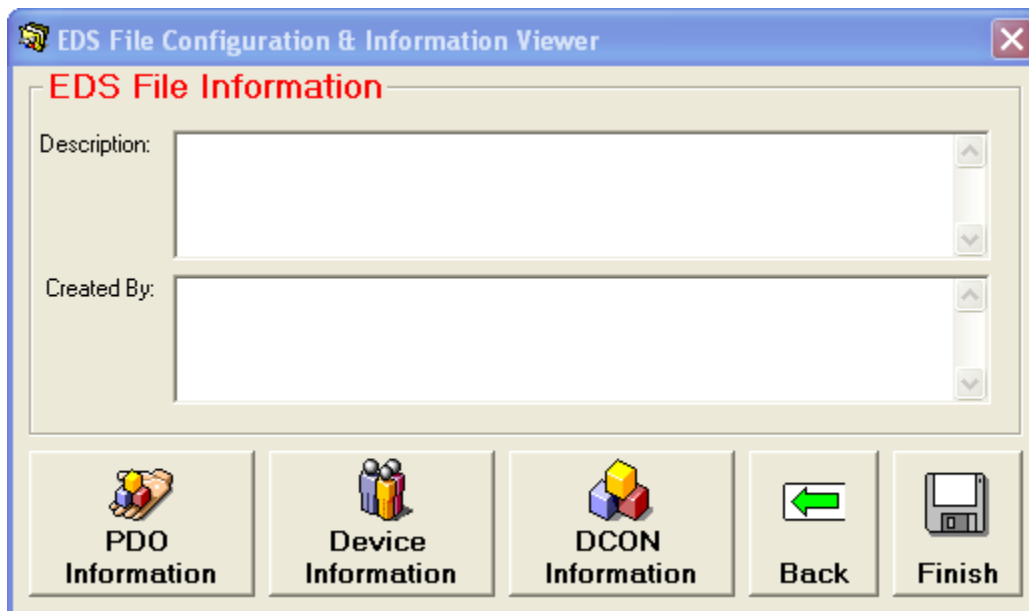 EDS File Configuration & Information Viewer
EDS File Information
Description:
Created By:
PDO
Information
Device
Information
DCON
Information
Back
Finish